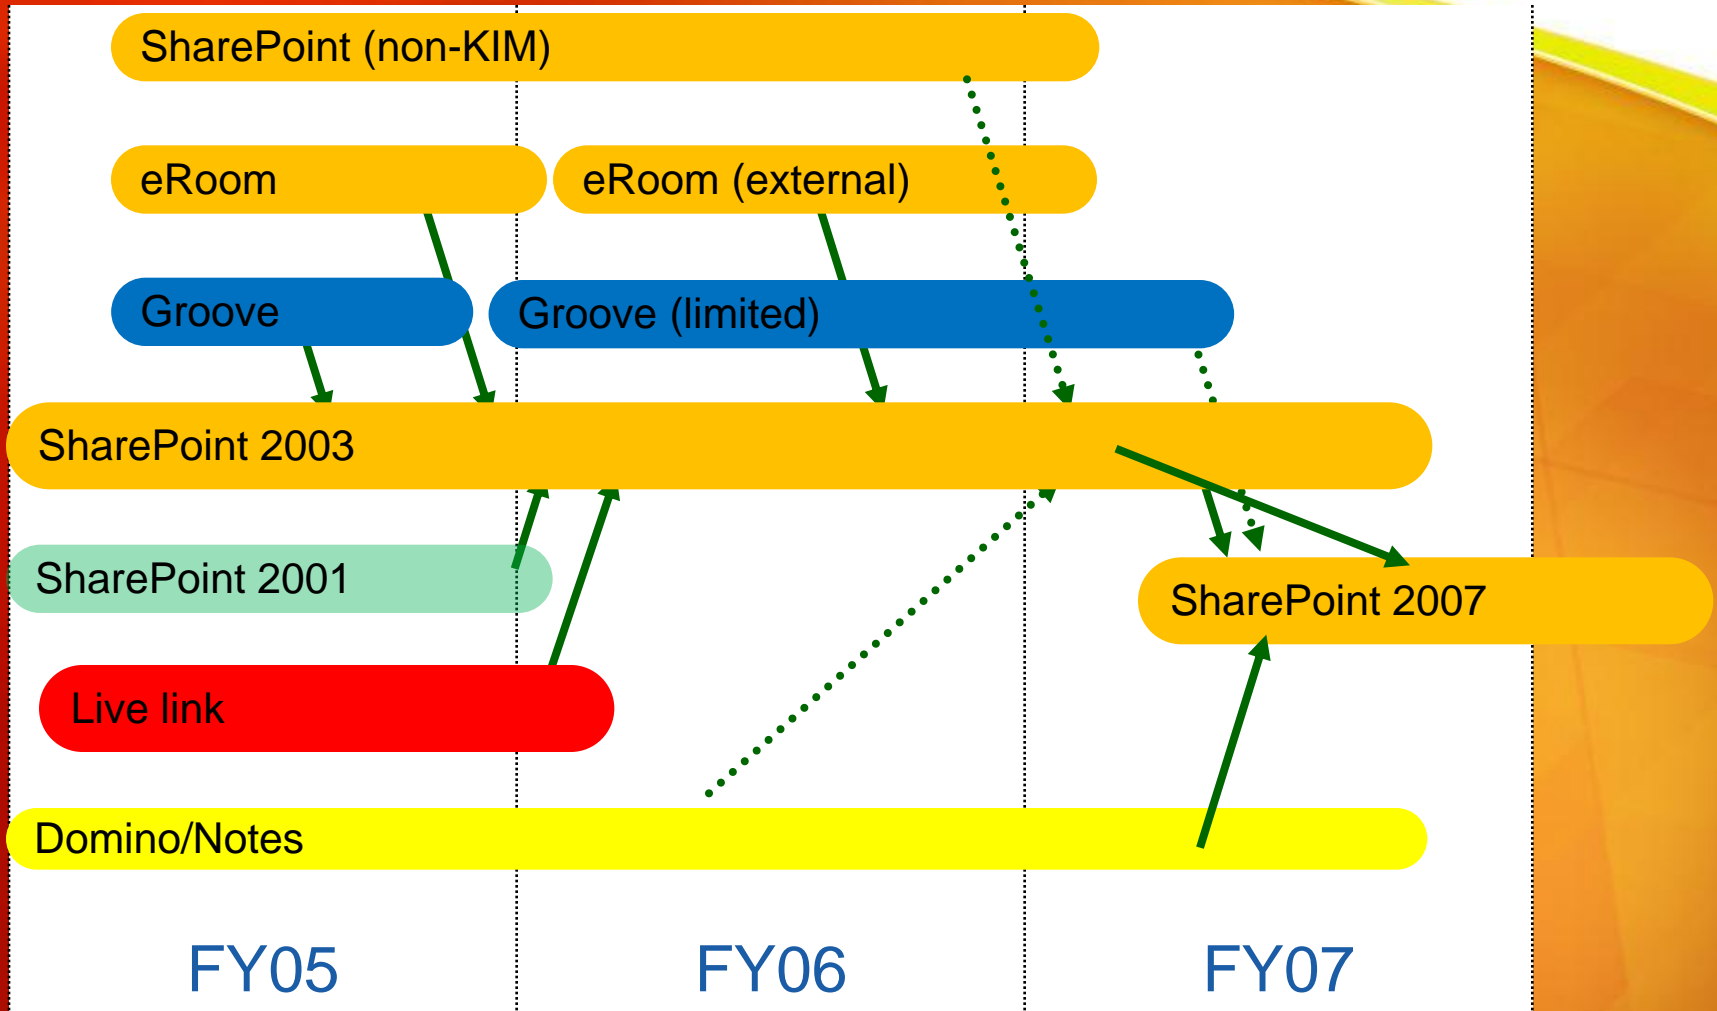 SharePoint (non-KIM)
eRoom
eRoom (external)
Groove
Groove (limited)
SharePoint 2003
SharePoint 2001
SharePoint 2007
Live link
Domino/Notes
FY05
FY06
FY07